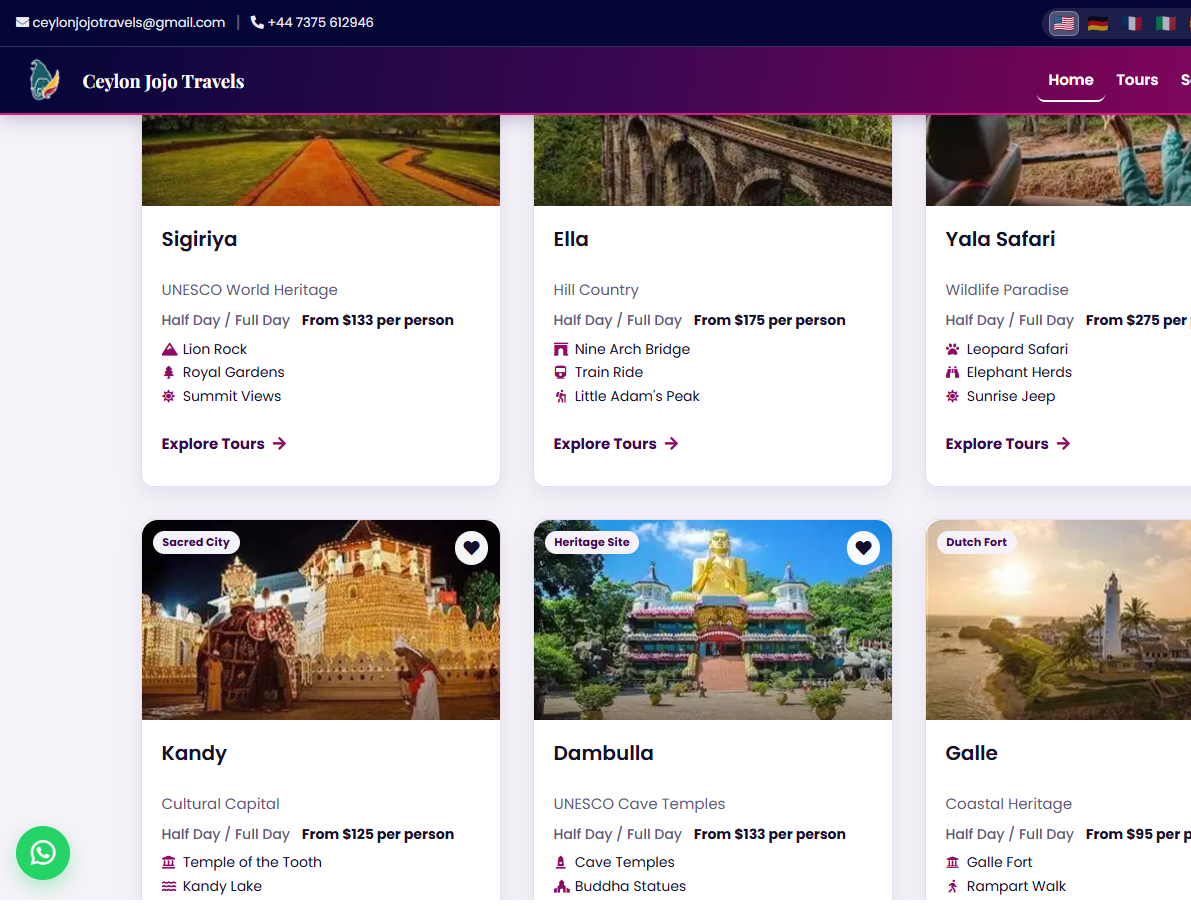 ceylonjojotravels@gmail.com | +44 7375 612946
Ceylon Jojo Travels
Home Tours
Sigiriya
UNESCO World Heritage
Half Day / Full Day From $133 per person
Lion Rock
Royal Gardens
Summit Views
Explore Tours
Ella
Hill Country
Half Day / Full Day From $175 per person
Nine Arch Bridge
Train Ride
Little Adam's Peak
Explore Tours
Yala Safari
Wildlife Paradise
Half Day / Full Day From $275 per
Leopard Safari
Elephant Herds
Sunrise Jeep
Explore Tours
Sacred City
Kandy
Cultural Capital
Half Day / Full Day From $125 per person
Temple of the Tooth
Kandy Lake
Heritage Site
Dambulla
UNESCO Cave Temples
Half Day / Full Day From $133 per person
Cave Temples
Buddha Statues
Dutch Fort
Galle
Coastal Heritage
Half Day / Full Day From $95 per
Galle Fort
Rampart Walk